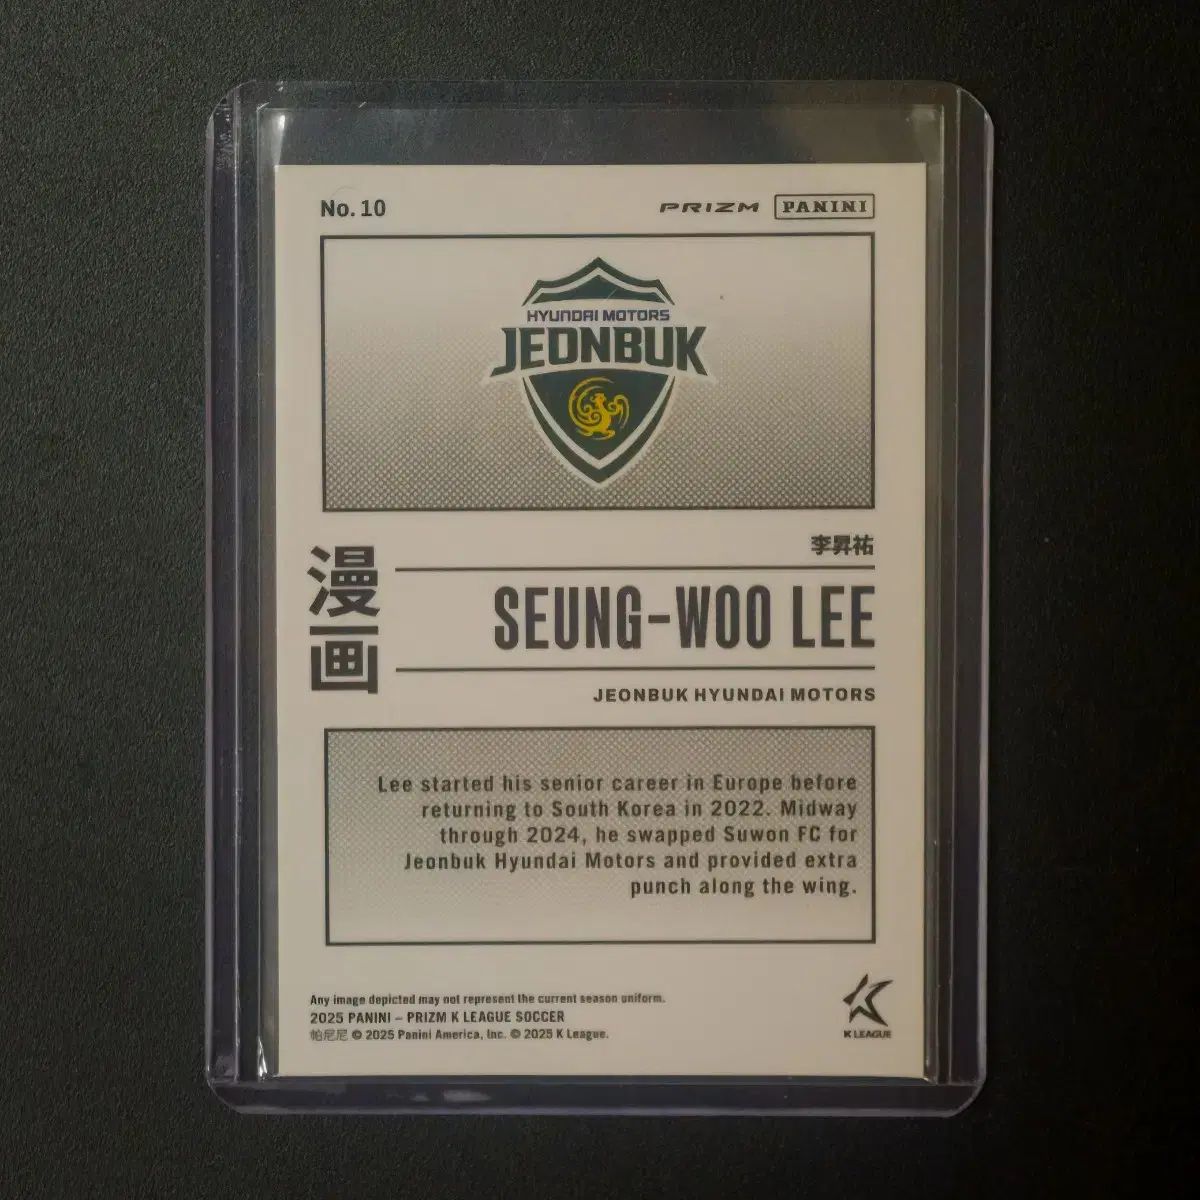 No. 10
PRIZM PANINI
HYUNDAI MOTORS
JEONBUK
李昇祐
漫画
SEUNG-WOO LEE
JEONBUK HYUNDAI MOTORS
Lee started his senior career in Europe before
returning to South Korea in 2022. Midway
through 2024, he swapped Suwon FC for
Jeonbuk Hyundai Motors and provided extra
punch along the wing.
Any image depicted may not represent the current season uniform.
2025 PANINI – PRIZM K LEAGUE SOCCER
帕尼尼 © 2025 Panini America, Inc. © 2025 K League.
K LEAGUE